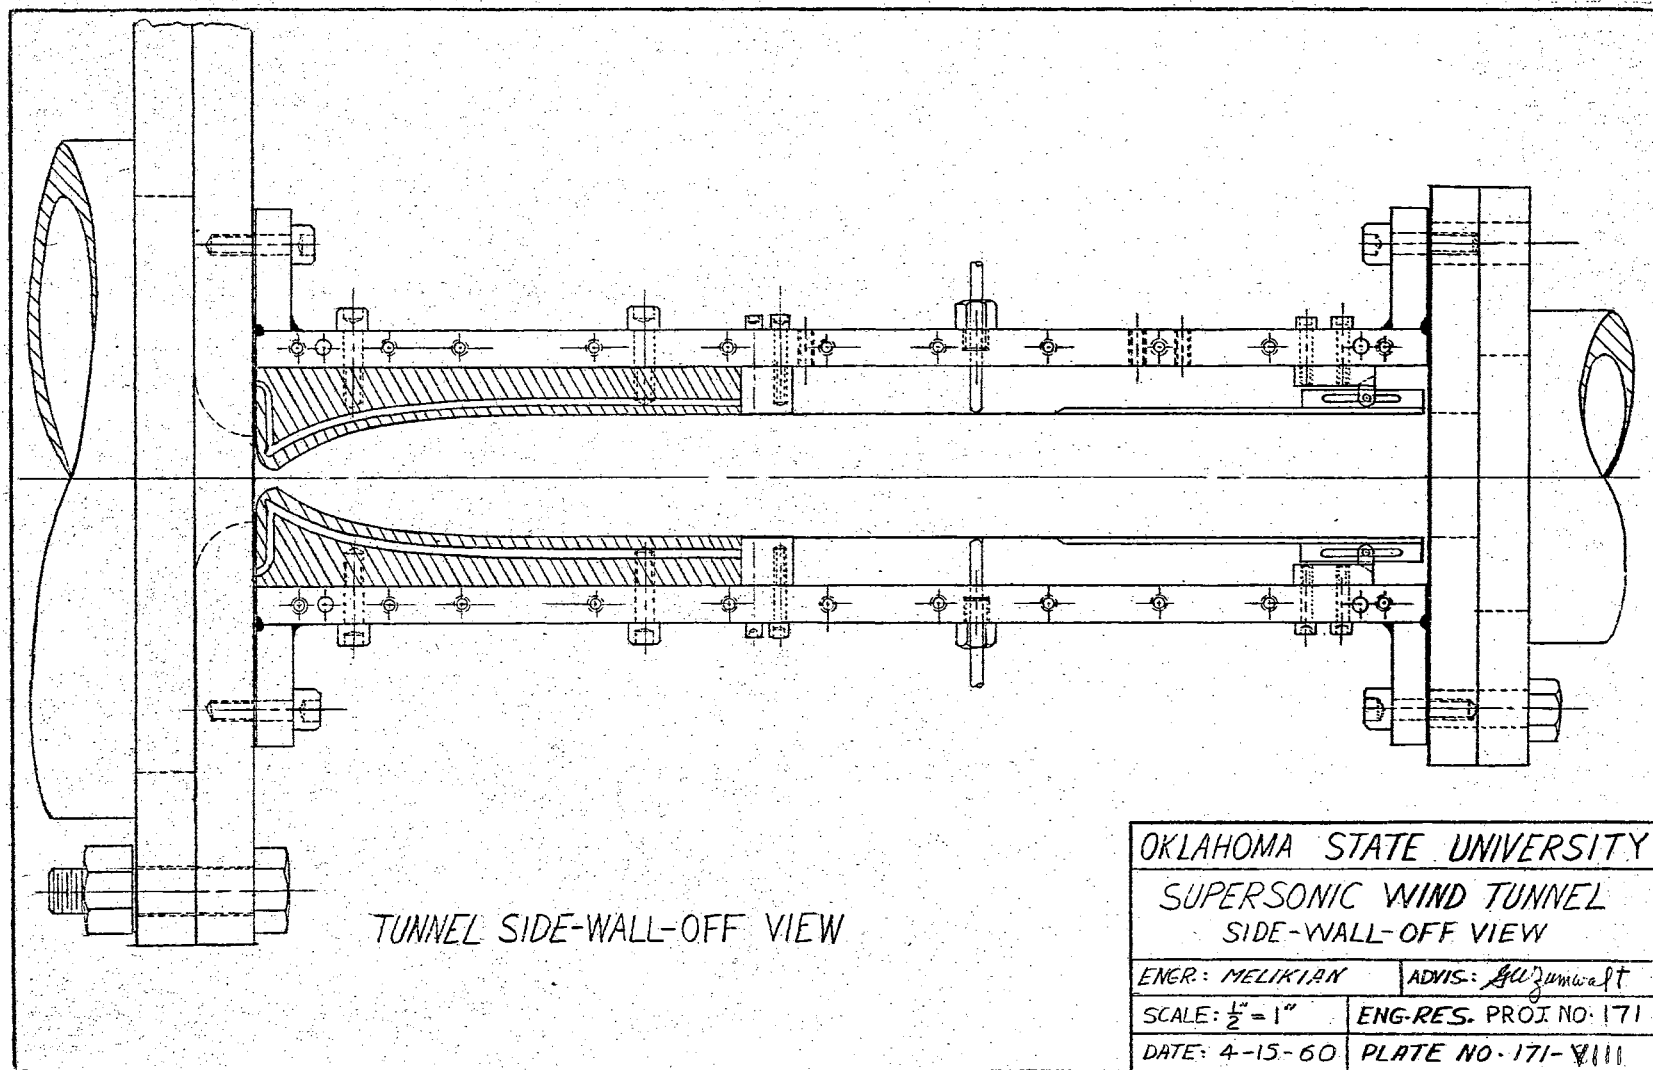 TUNNEL SIDE-WALL-OFF VIEW
OKLAHOMA STATE UNIVERSITY
SUPERSONIC WIND TUNNEL
SIDE-WALL-OFF VIEW
ENGR.: MELIKIAN
ADVIS.: Zumwalt
SCALE: 1/2" = 1"
ENG-RES. PROJ. NO. 171
DATE: 4-15-60
PLATE NO. 171-VIII